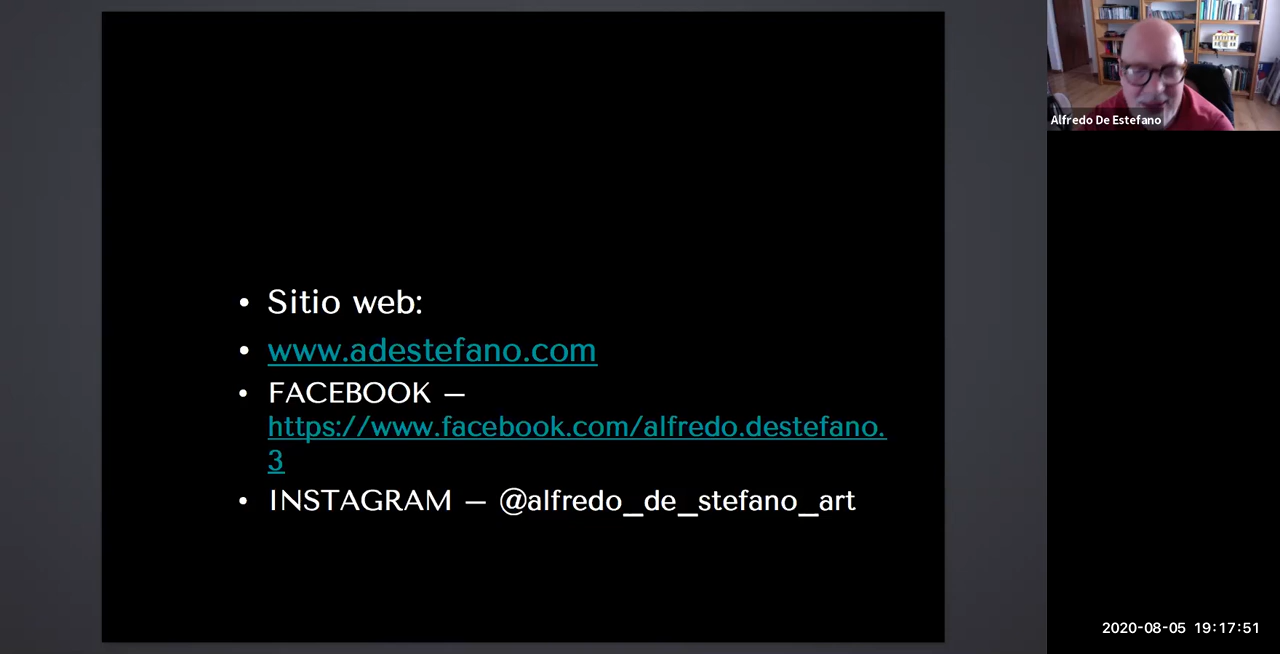 • Sitio web:
• www.adestefano.com
• FACEBOOK –
https://www.facebook.com/alfredo.destefano.
3
• INSTAGRAM – @alfredo_de_stefano_art
Alfredo De Estefano
2020-08-05 19:17:51